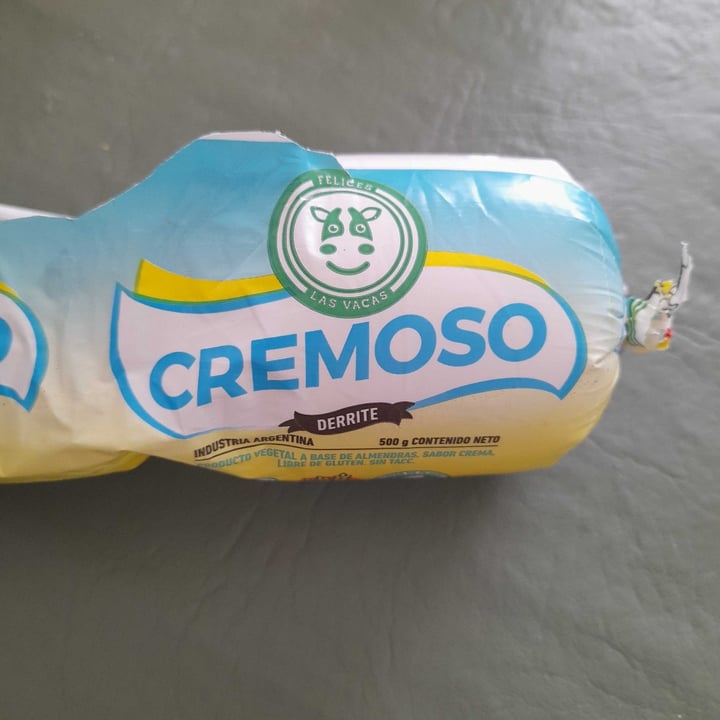 FELICES
LAS VACAS
CREMOSO
DERRITE
INDUSTRIA ARGENTINA
500 g CONTENIDO NETO
PRODUCTO VEGETAL A BASE DE ALMENDRAS. SABOR CREMA.
LIBRE DE GLUTEN. SIN TACC.